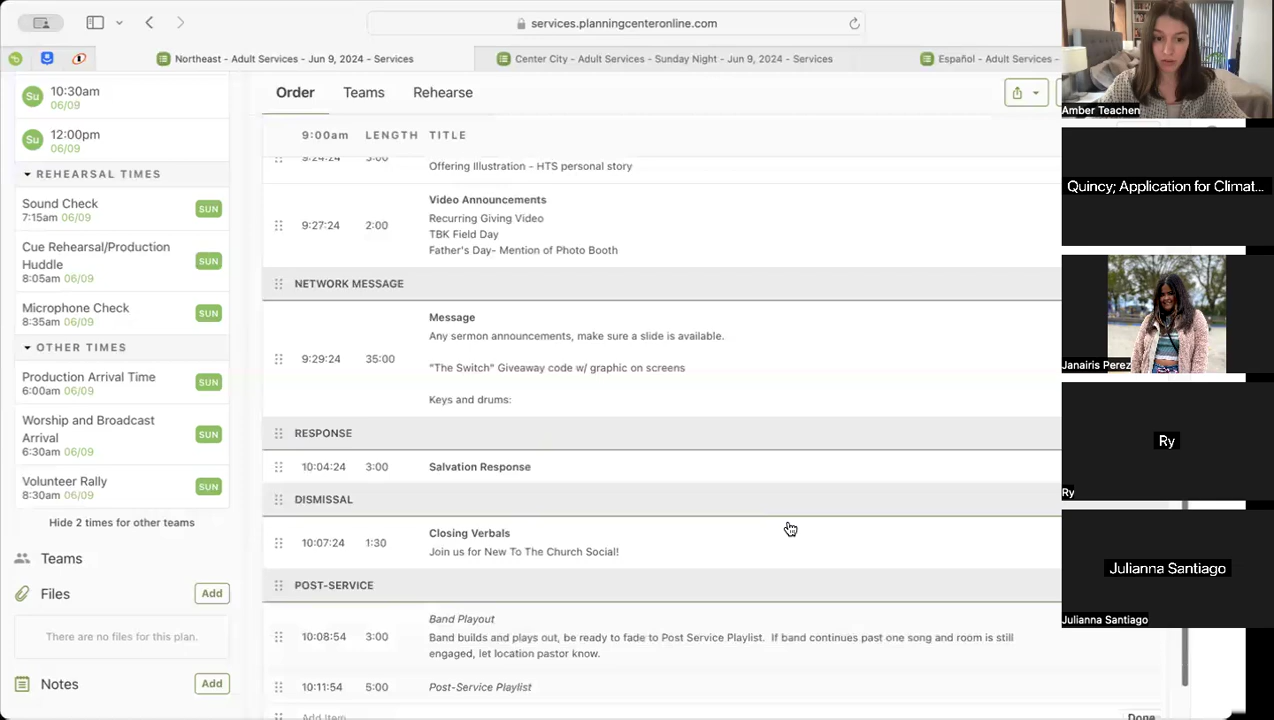 services.planningcenteronline.com
Northeast - Adult Services - Jun 9, 2024 - Services
Center City - Adult Services - Sunday Night - Jun 9, 2024 - Services
Español - Adult Services -
Su
10:30am
06/09
Su
12:00pm
06/09
REHEARSAL TIMES
Sound Check
7:15am 06/09
SUN
Cue Rehearsal/Production
Huddle
8:05am 06/09
SUN
Microphone Check
8:35am 06/09
SUN
OTHER TIMES
Production Arrival Time
6:00am 06/09
SUN
Worship and Broadcast
Arrival
6:30am 06/09
SUN
Volunteer Rally
8:30am 06/09
SUN
Hide 2 times for other teams
Teams
Files
Add
There are no files for this plan.
Notes
Add
Order
Teams
Rehearse
9:00am LENGTH TITLE
9:24:24 3:00
Offering Illustration - HTS personal story
9:27:24 2:00
Video Announcements
Recurring Giving Video
TBK Field Day
Father's Day- Mention of Photo Booth
NETWORK MESSAGE
9:29:24 35:00
Message
Any sermon announcements, make sure a slide is available.
"The Switch" Giveaway code w/ graphic on screens
Keys and drums:
RESPONSE
10:04:24 3:00 Salvation Response
DISMISSAL
10:07:24 1:30
Closing Verbals
Join us for New To The Church Social!
POST-SERVICE
10:08:54 3:00
Band Playout
Band builds and plays out, be ready to fade to Post Service Playlist. If band continues past one song and room is still
engaged, let location pastor know.
10:11:54 5:00 Post-Service Playlist
Add Item
Done
Amber Teachen
Quincy; Application for Climat...
Janairis Perez
Ry
Ry
Julianna Santiago
Julianna Santiago